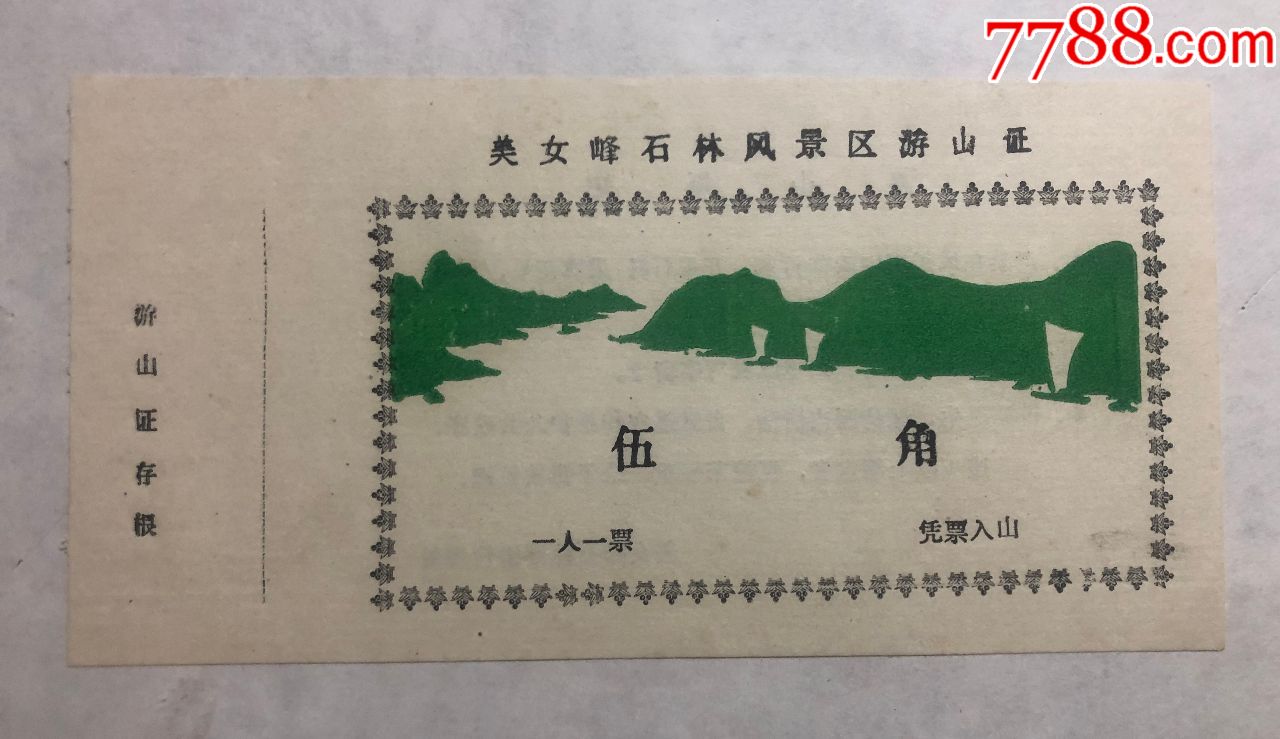 7788.com
美女峰石林风景区游山证
游山证存根
伍角
一人一票
凭票入山